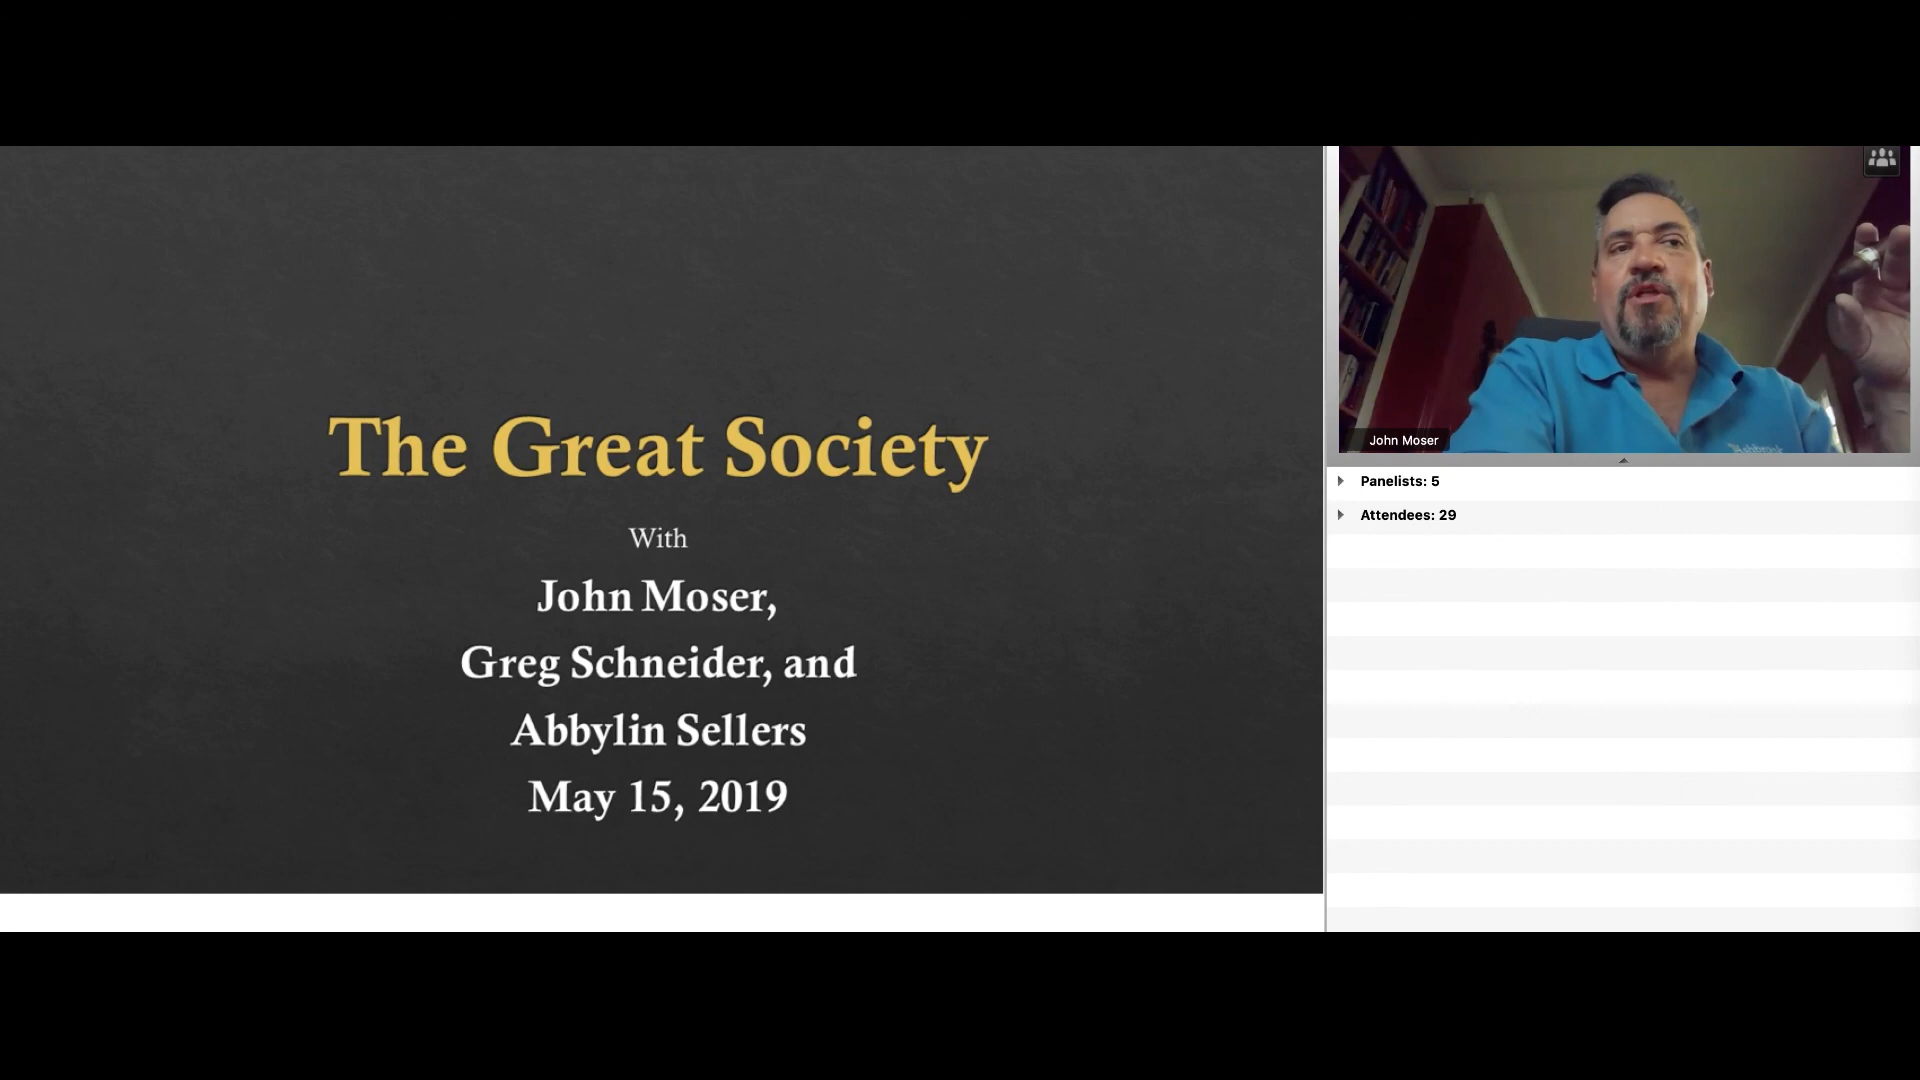 The Great Society
With
John Moser,
Greg Schneider, and
Abbylin Sellers
May 15, 2019
John Moser
Ashbrook
Panelists: 5
Attendees: 29